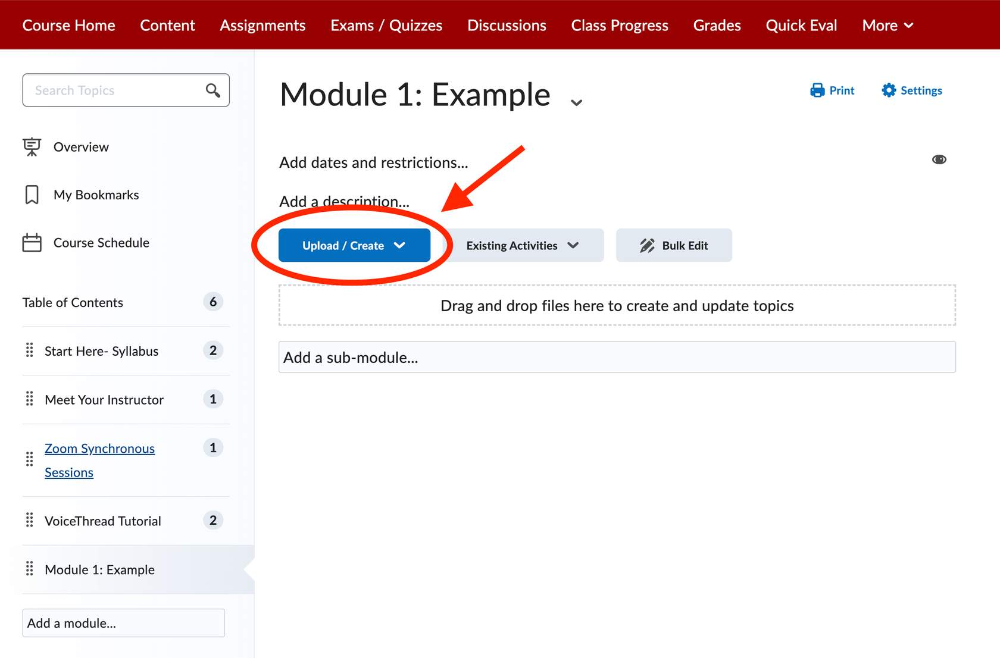 Course Home Content Assignments Exams / Quizzes Discussions Class Progress Grades Quick Eval More
Search Topics
Overview
My Bookmarks
Course Schedule
Table of Contents 6
Start Here- Syllabus 2
Meet Your Instructor 1
Zoom Synchronous 1
Sessions
VoiceThread Tutorial 2
Module 1: Example
Add a module...
Module 1: Example
Print Settings
Add dates and restrictions...
Add a description...
Upload / Create Existing Activities Bulk Edit
Drag and drop files here to create and update topics
Add a sub-module...